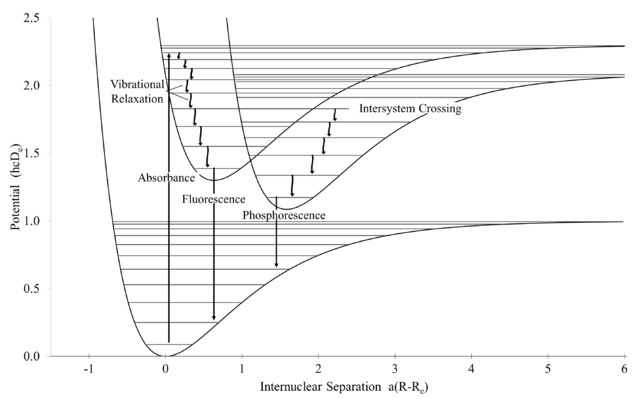 2.5
2.0
Vibrational
Relaxation
Intersystem Crossing
1.5
Absorbance
Fluorescence
Phosphorescence
1.0
0.5
0.0
Potential (hcDe)
-1 0 1 2 3 4 5 6
Internuclear Separation a(R-Re)